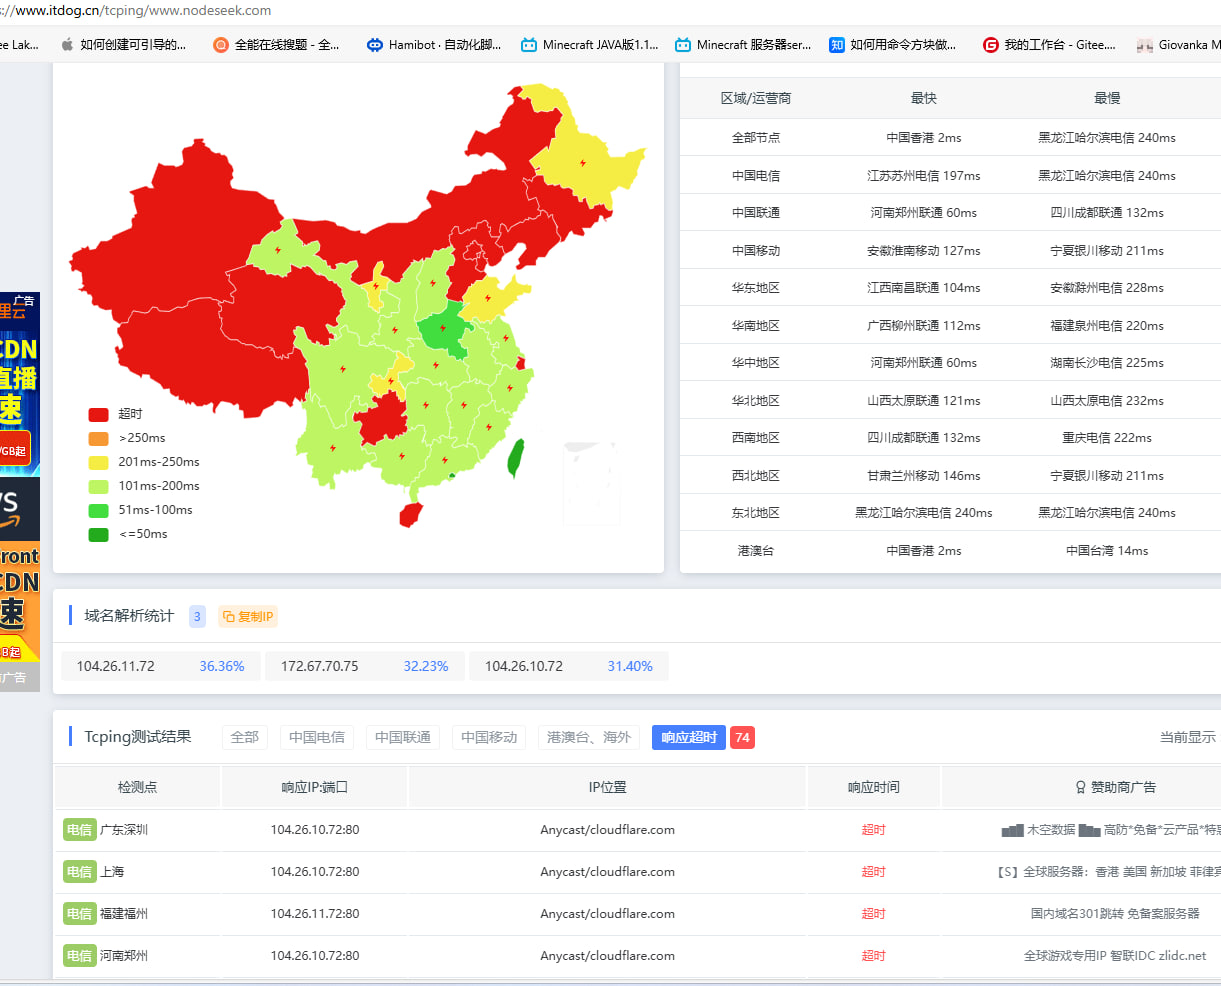 s://www.itdog.cn/tcping/www.nodeseek.com
ee Lak... 如何创建可引导的... 全能在线搜题 - 全... Hamibot · 自动化脚... Minecraft JAVA版1.1... Minecraft 服务器ser... 知 如何用命令方块做... G 我的工作台 - Gitee.... Giovanka M
区域/运营商 最快 最慢
全部节点 中国香港 2ms 黑龙江哈尔滨电信 240ms
中国电信 江苏苏州电信 197ms 黑龙江哈尔滨电信 240ms
中国联通 河南郑州联通 60ms 四川成都联通 132ms
中国移动 安徽淮南移动 127ms 宁夏银川移动 211ms
华东地区 江西南昌联通 104ms 安徽滁州电信 228ms
华南地区 广西柳州联通 112ms 福建泉州电信 220ms
华中地区 河南郑州联通 60ms 湖南长沙电信 225ms
华北地区 山西太原联通 121ms 山西太原电信 232ms
西南地区 四川成都联通 132ms 重庆电信 222ms
西北地区 甘肃兰州移动 146ms 宁夏银川移动 211ms
东北地区 黑龙江哈尔滨电信 240ms 黑龙江哈尔滨电信 240ms
港澳台 中国香港 2ms 中国台湾 14ms
超时
>250ms
201ms-250ms
101ms-200ms
51ms-100ms
<=50ms
广告
里云
CDN
直播
速
/GB起
VS
ront
CDN
速
B起
广告
域名解析统计 3 复制IP
104.26.11.72 36.36% 172.67.70.75 32.23% 104.26.10.72 31.40%
Tcping测试结果 全部 中国电信 中国联通 中国移动 港澳台、海外 响应超时 74 当前显示
检测点 响应IP:端口 IP位置 响应时间 赞助商广告
电信 广东深圳 104.26.10.72:80 Anycast/cloudflare.com 超时 木空数据 高防*免备*云产品*特
电信 上海 104.26.10.72:80 Anycast/cloudflare.com 超时 【S】全球服务器：香港 美国 新加坡 菲律宾
电信 福建福州 104.26.11.72:80 Anycast/cloudflare.com 超时 国内域名301跳转 免备案服务器
电信 河南郑州 104.26.10.72:80 Anycast/cloudflare.com 超时 全球游戏专用IP 智联IDC zlidc.net